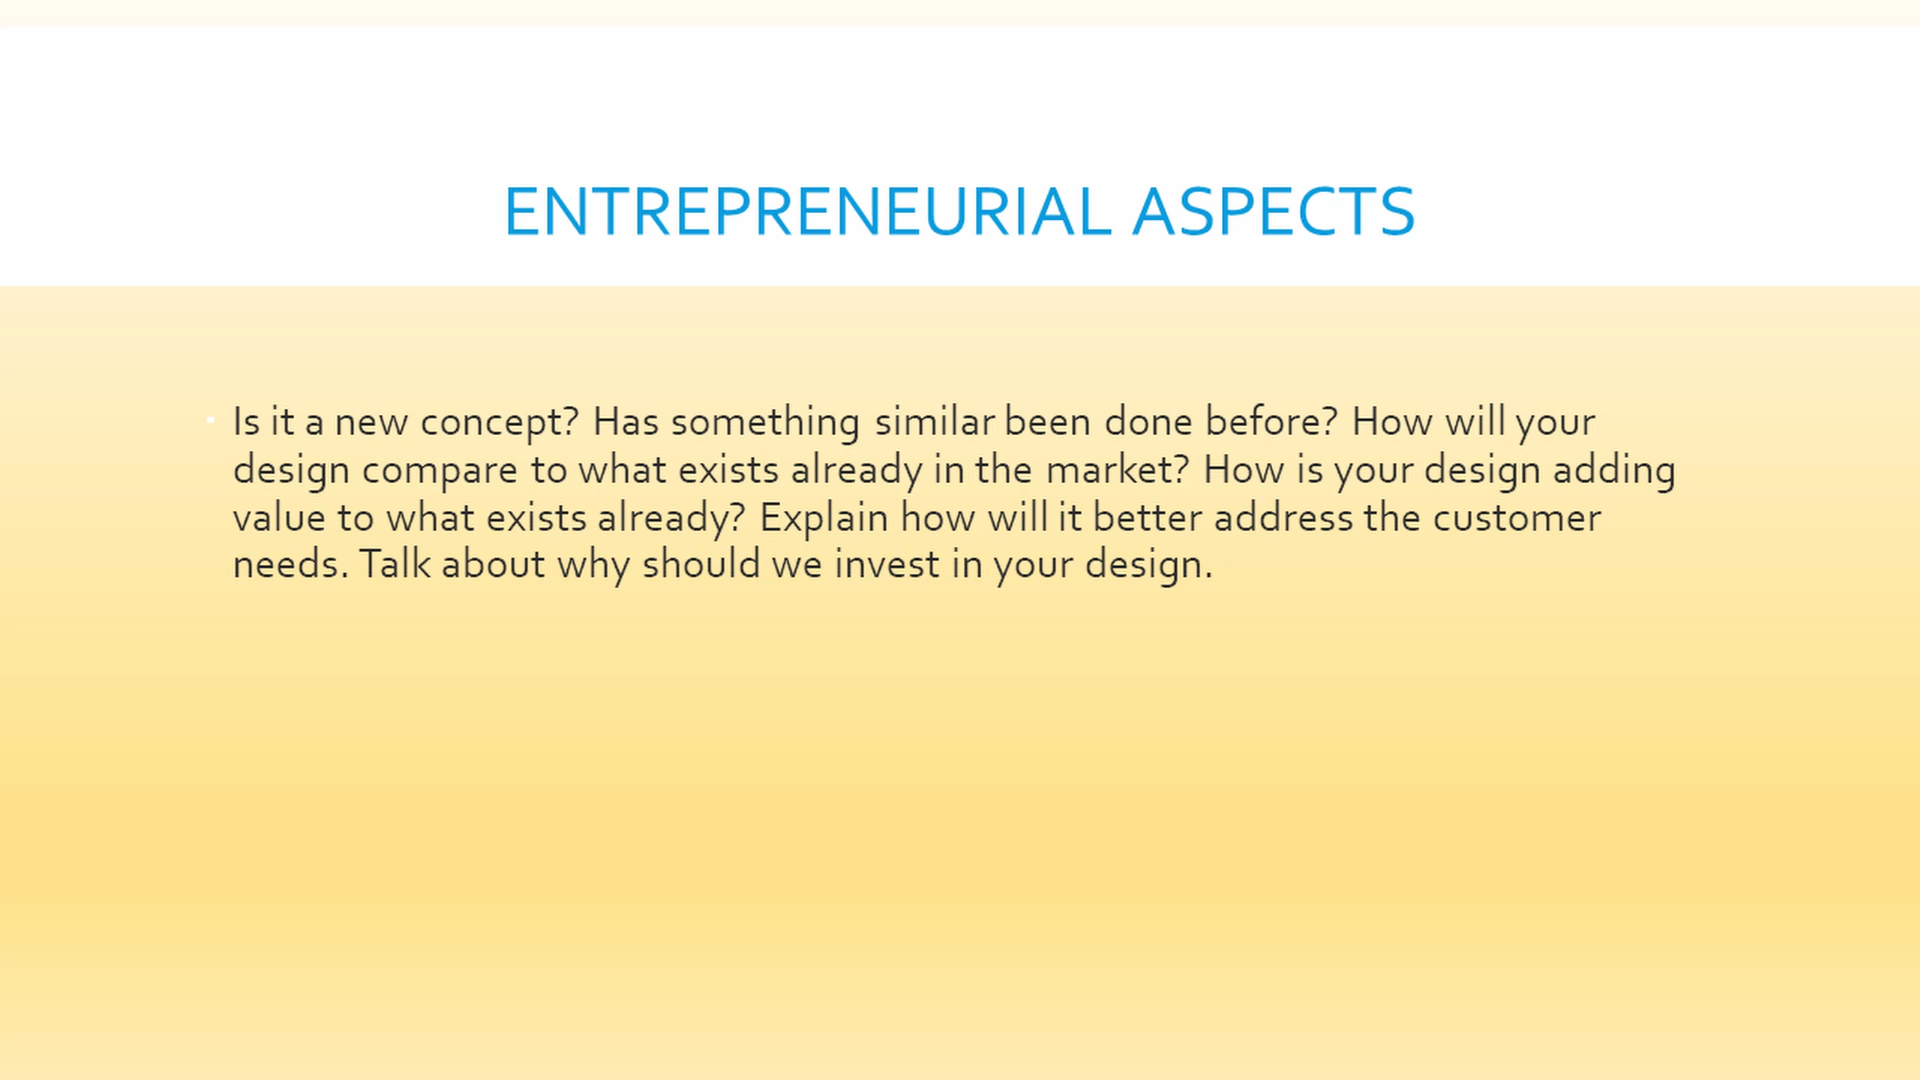 ENTREPRENEURIAL ASPECTS
Is it a new concept? Has something similar been done before? How will your
design compare to what exists already in the market? How is your design adding
value to what exists already? Explain how will it better address the customer
needs. Talk about why should we invest in your design.